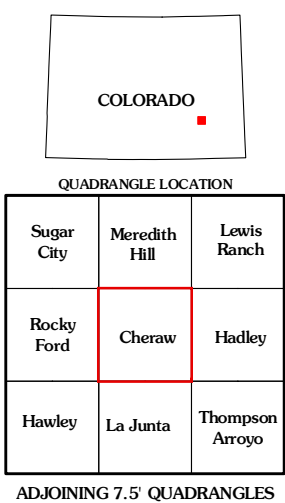 COLORADO
QUADRANGLE LOCATION
Sugar
City
Meredith
Hill
Lewis
Ranch
Rocky
Ford
Cheraw
Hadley
Hawley
La Junta
Thompson
Arroyo
ADJOINING 7.5' QUADRANGLES